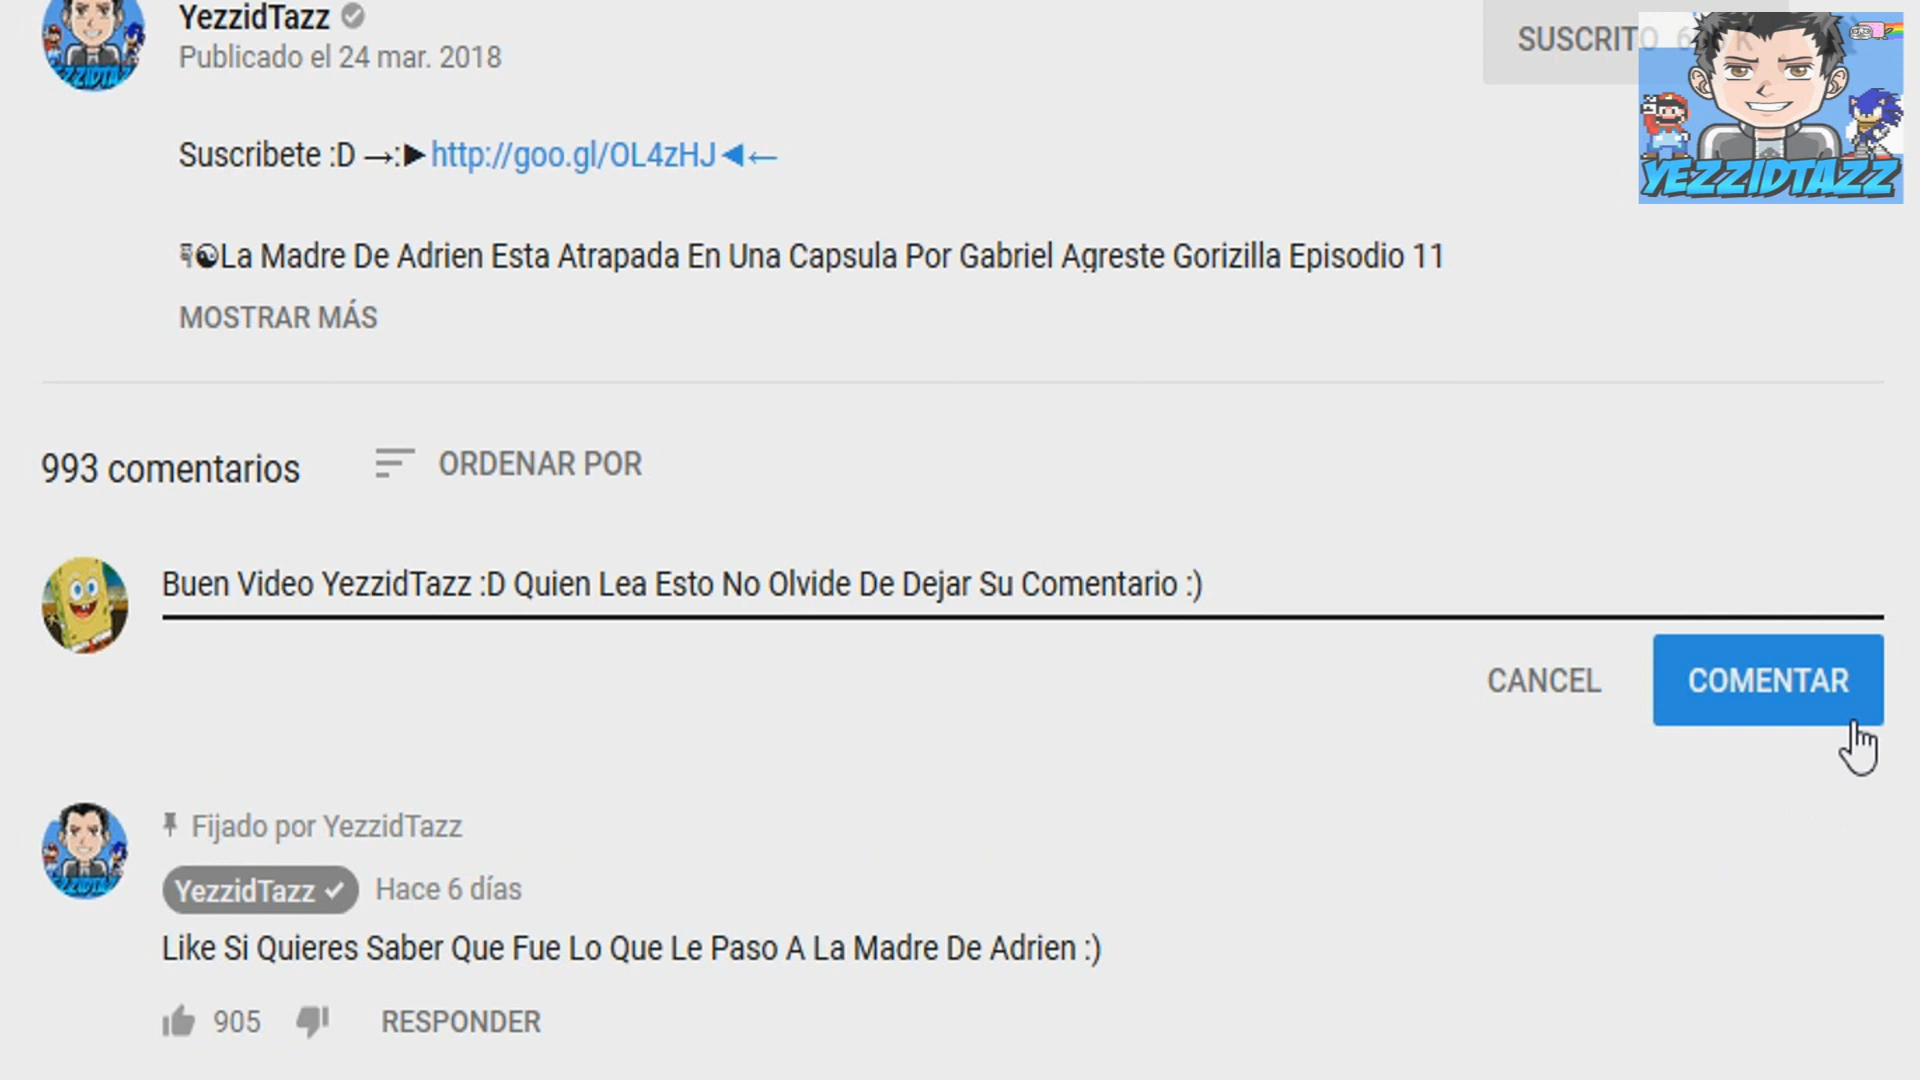 YezzidTazz
Publicado el 24 mar. 2018
SUSCRITO
YEZZIDTAZZ
Suscribete :D →:►http://goo.gl/OL4zHJ◄←
☟☯La Madre De Adrien Esta Atrapada En Una Capsula Por Gabriel Agreste Gorizilla Episodio 11
MOSTRAR MÁS
993 comentarios
ORDENAR POR
Buen Video YezzidTazz :D Quien Lea Esto No Olvide De Dejar Su Comentario :)
CANCEL
COMENTAR
Fijado por YezzidTazz
YezzidTazz
Hace 6 días
Like Si Quieres Saber Que Fue Lo Que Le Paso A La Madre De Adrien :)
905
RESPONDER